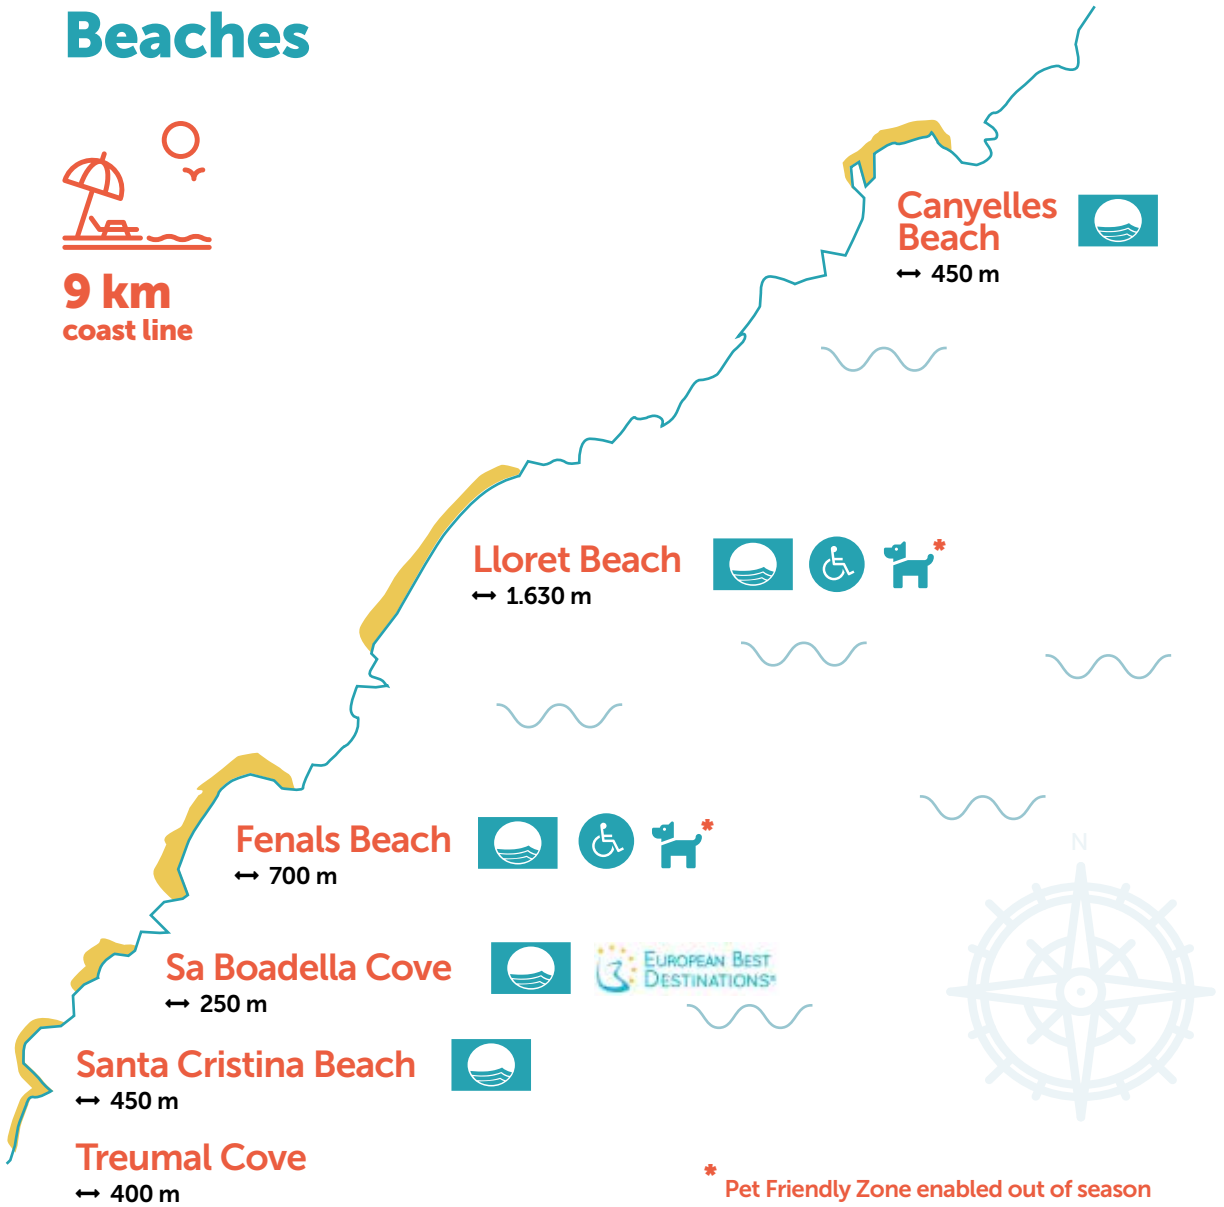 Beaches
9 km
coast line
Canyelles
Beach
450 m
Lloret Beach
1.630 m
Fenals Beach
700 m
Sa Boadella Cove
250 m
EUROPEAN BEST
DESTINATIONS®
Santa Cristina Beach
450 m
Treumal Cove
400 m
N
* Pet Friendly Zone enabled out of season